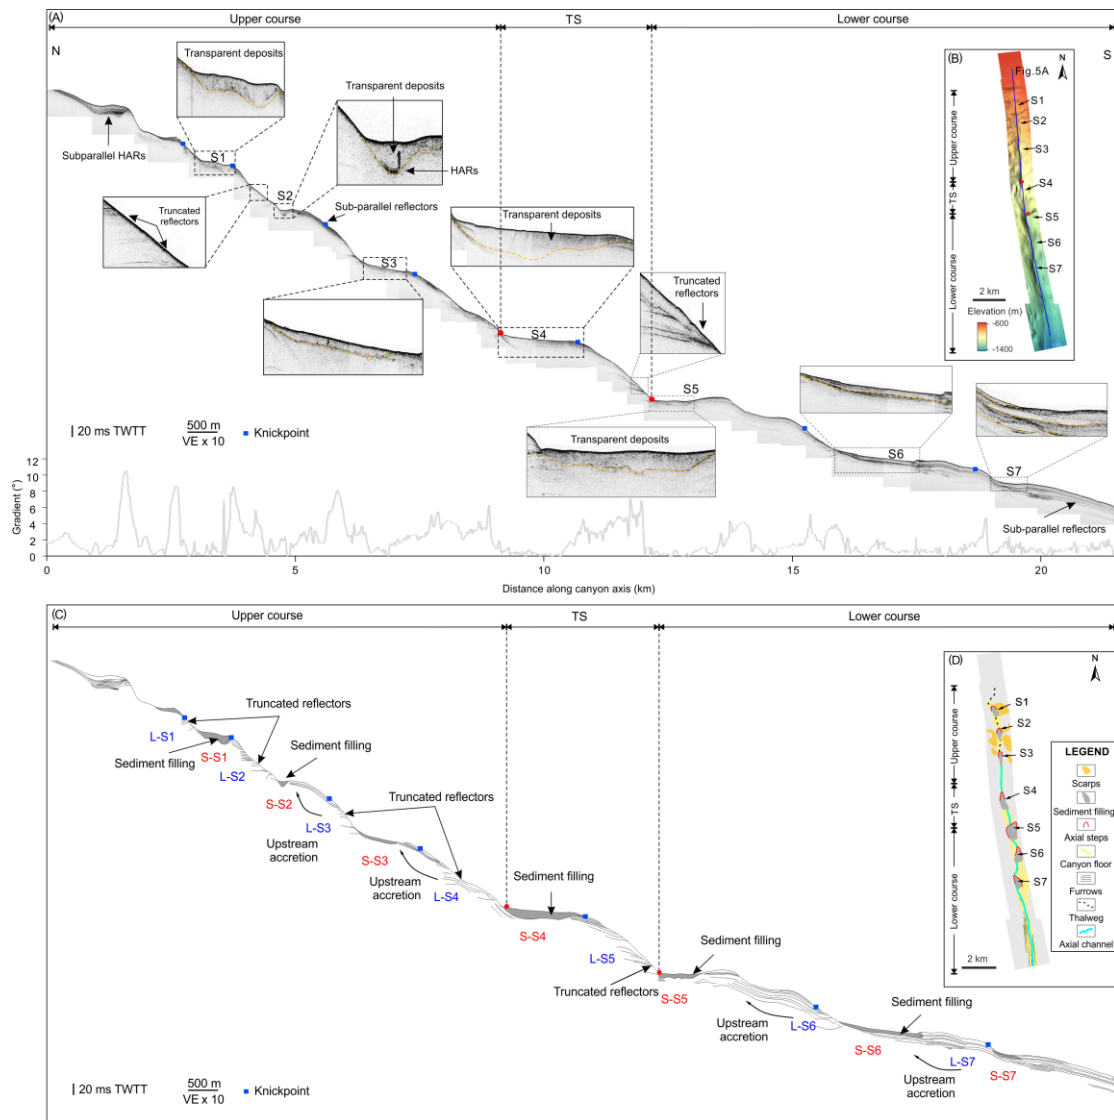 (A)
Upper course
TS
Lower course
N
S
Transparent deposits
Transparent deposits
Subparallel HARs
S1
HARs
S2
Truncated
reflectors
Sub-parallel reflectors
Transparent deposits
S3
Truncated
reflectors
S4
S5
Transparent deposits
S6
S7
Sub-parallel reflectors
20 ms TWTT
500 m
VE x 10
Knickpoint
(B)
N
Fig.5A
S1
S2
S3
S4
S5
S6
S7
Upper course
TS
Lower course
2 km
Elevation (m)
-600
-1400
Gradient (°)
12
10
8
6
4
2
0
0
5
10
15
20
Distance along canyon axis (km)
(C)
Upper course
TS
Lower course
Truncated reflectors
L-S1
S-S1
Sediment filling
L-S2
Sediment filling
S-S2
Truncated reflectors
L-S3
Upstream
accretion
S-S3
Upstream
accretion
L-S4
Sediment filling
S-S4
L-S5
Sediment filling
Truncated reflectors
S-S5
Upstream
accretion
L-S6
Sediment filling
S-S6
L-S7
S-S7
Upstream
accretion
20 ms TWTT
500 m
VE x 10
Knickpoint
(D)
N
S1
S2
S3
S4
S5
S6
S7
Upper course
TS
Lower course
2 km
LEGEND
Scarps
Sediment filling
Axial steps
Canyon floor
Furrows
Thalweg
Axial channel